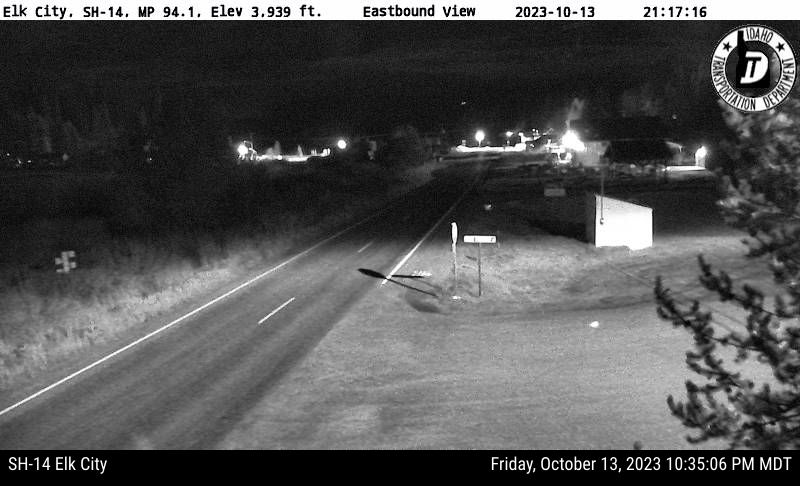 Elk City, SH-14, MP 94.1, Elev 3,939 ft. Eastbound View 2023-10-13 21:17:16
IDAHO
TRANSPORTATION DEPARTMENT
SH-14 Elk City Friday, October 13, 2023 10:35:06 PM MDT